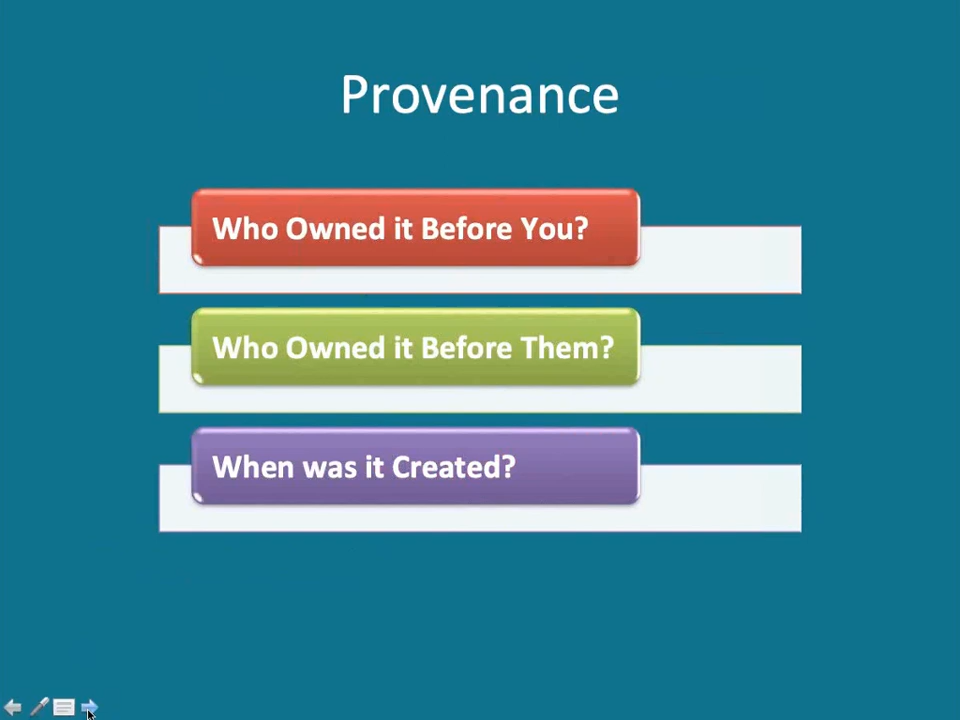 Provenance
Who Owned it Before You?
Who Owned it Before Them?
When was it Created?